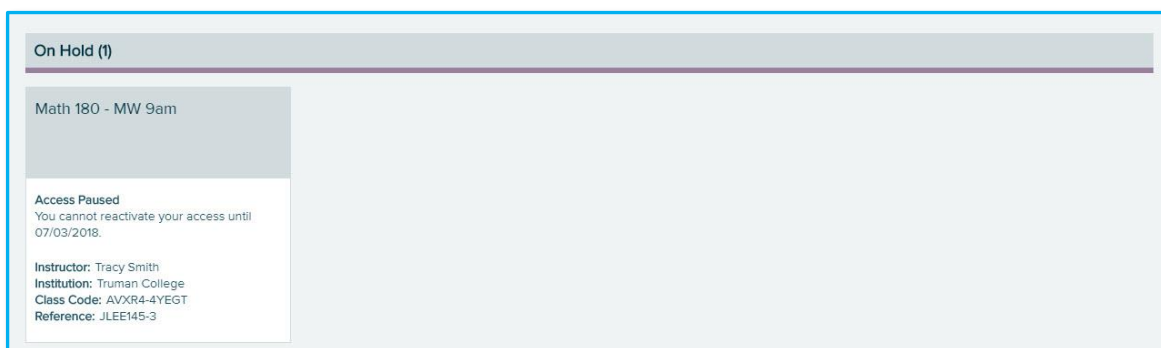 On Hold (1)
Math 180 - MW 9am
Access Paused
You cannot reactivate your access until
07/03/2018.
Instructor: Tracy Smith
Institution: Truman College
Class Code: AVXR4-4YEGT
Reference: JLEE145-3